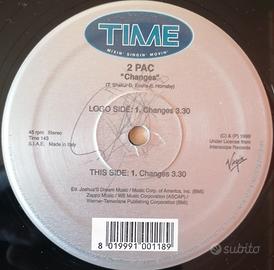 TIME
MIXIN' SINGIN' MOVIN'
2 PAC
"Changes"
(T. Shakur-D. Evans-B. Hornsby)
LOGO SIDE: 1. Changes 3.30
45 rpm Stereo
Time 143
S.I.A.E. Made in Italy
(C) & (P) 1998
Under License from
Interscope Records
Virgin
THIS SIDE: 1. Changes 3.30
Ed. Joshua'S Dream Music / Music Corp. of America, Inc. (BMI)
Zappo Music / WB Music Corporation (ASCAP) /
Warner-Tamerlane Publishing Corporation (BMI)
8 019991 001189
subito